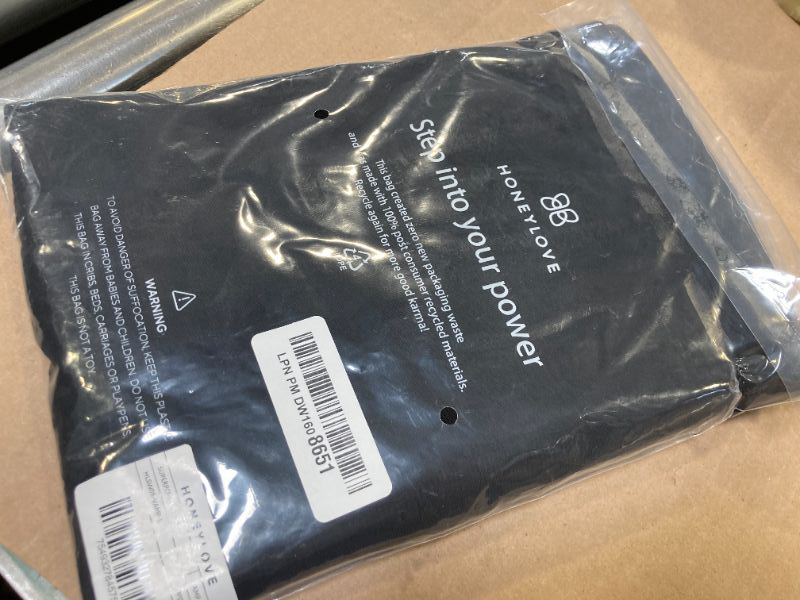 HONEYLOVE
Step into your power
This bag created zero new packaging waste
and was made with 100% post consumer recycled materials.
Recycle again for more good karma!
WARNING
TO AVOID DANGER OF SUFFOCATION, KEEP THIS PLASTIC
BAG AWAY FROM BABIES AND CHILDREN. DO NOT USE
THIS BAG IN CRIBS, BEDS, CARRIAGES OR PLAYPENS.
THIS BAG IS NOT A TOY.
LPN PM DW160 8651
HONEYLOVE